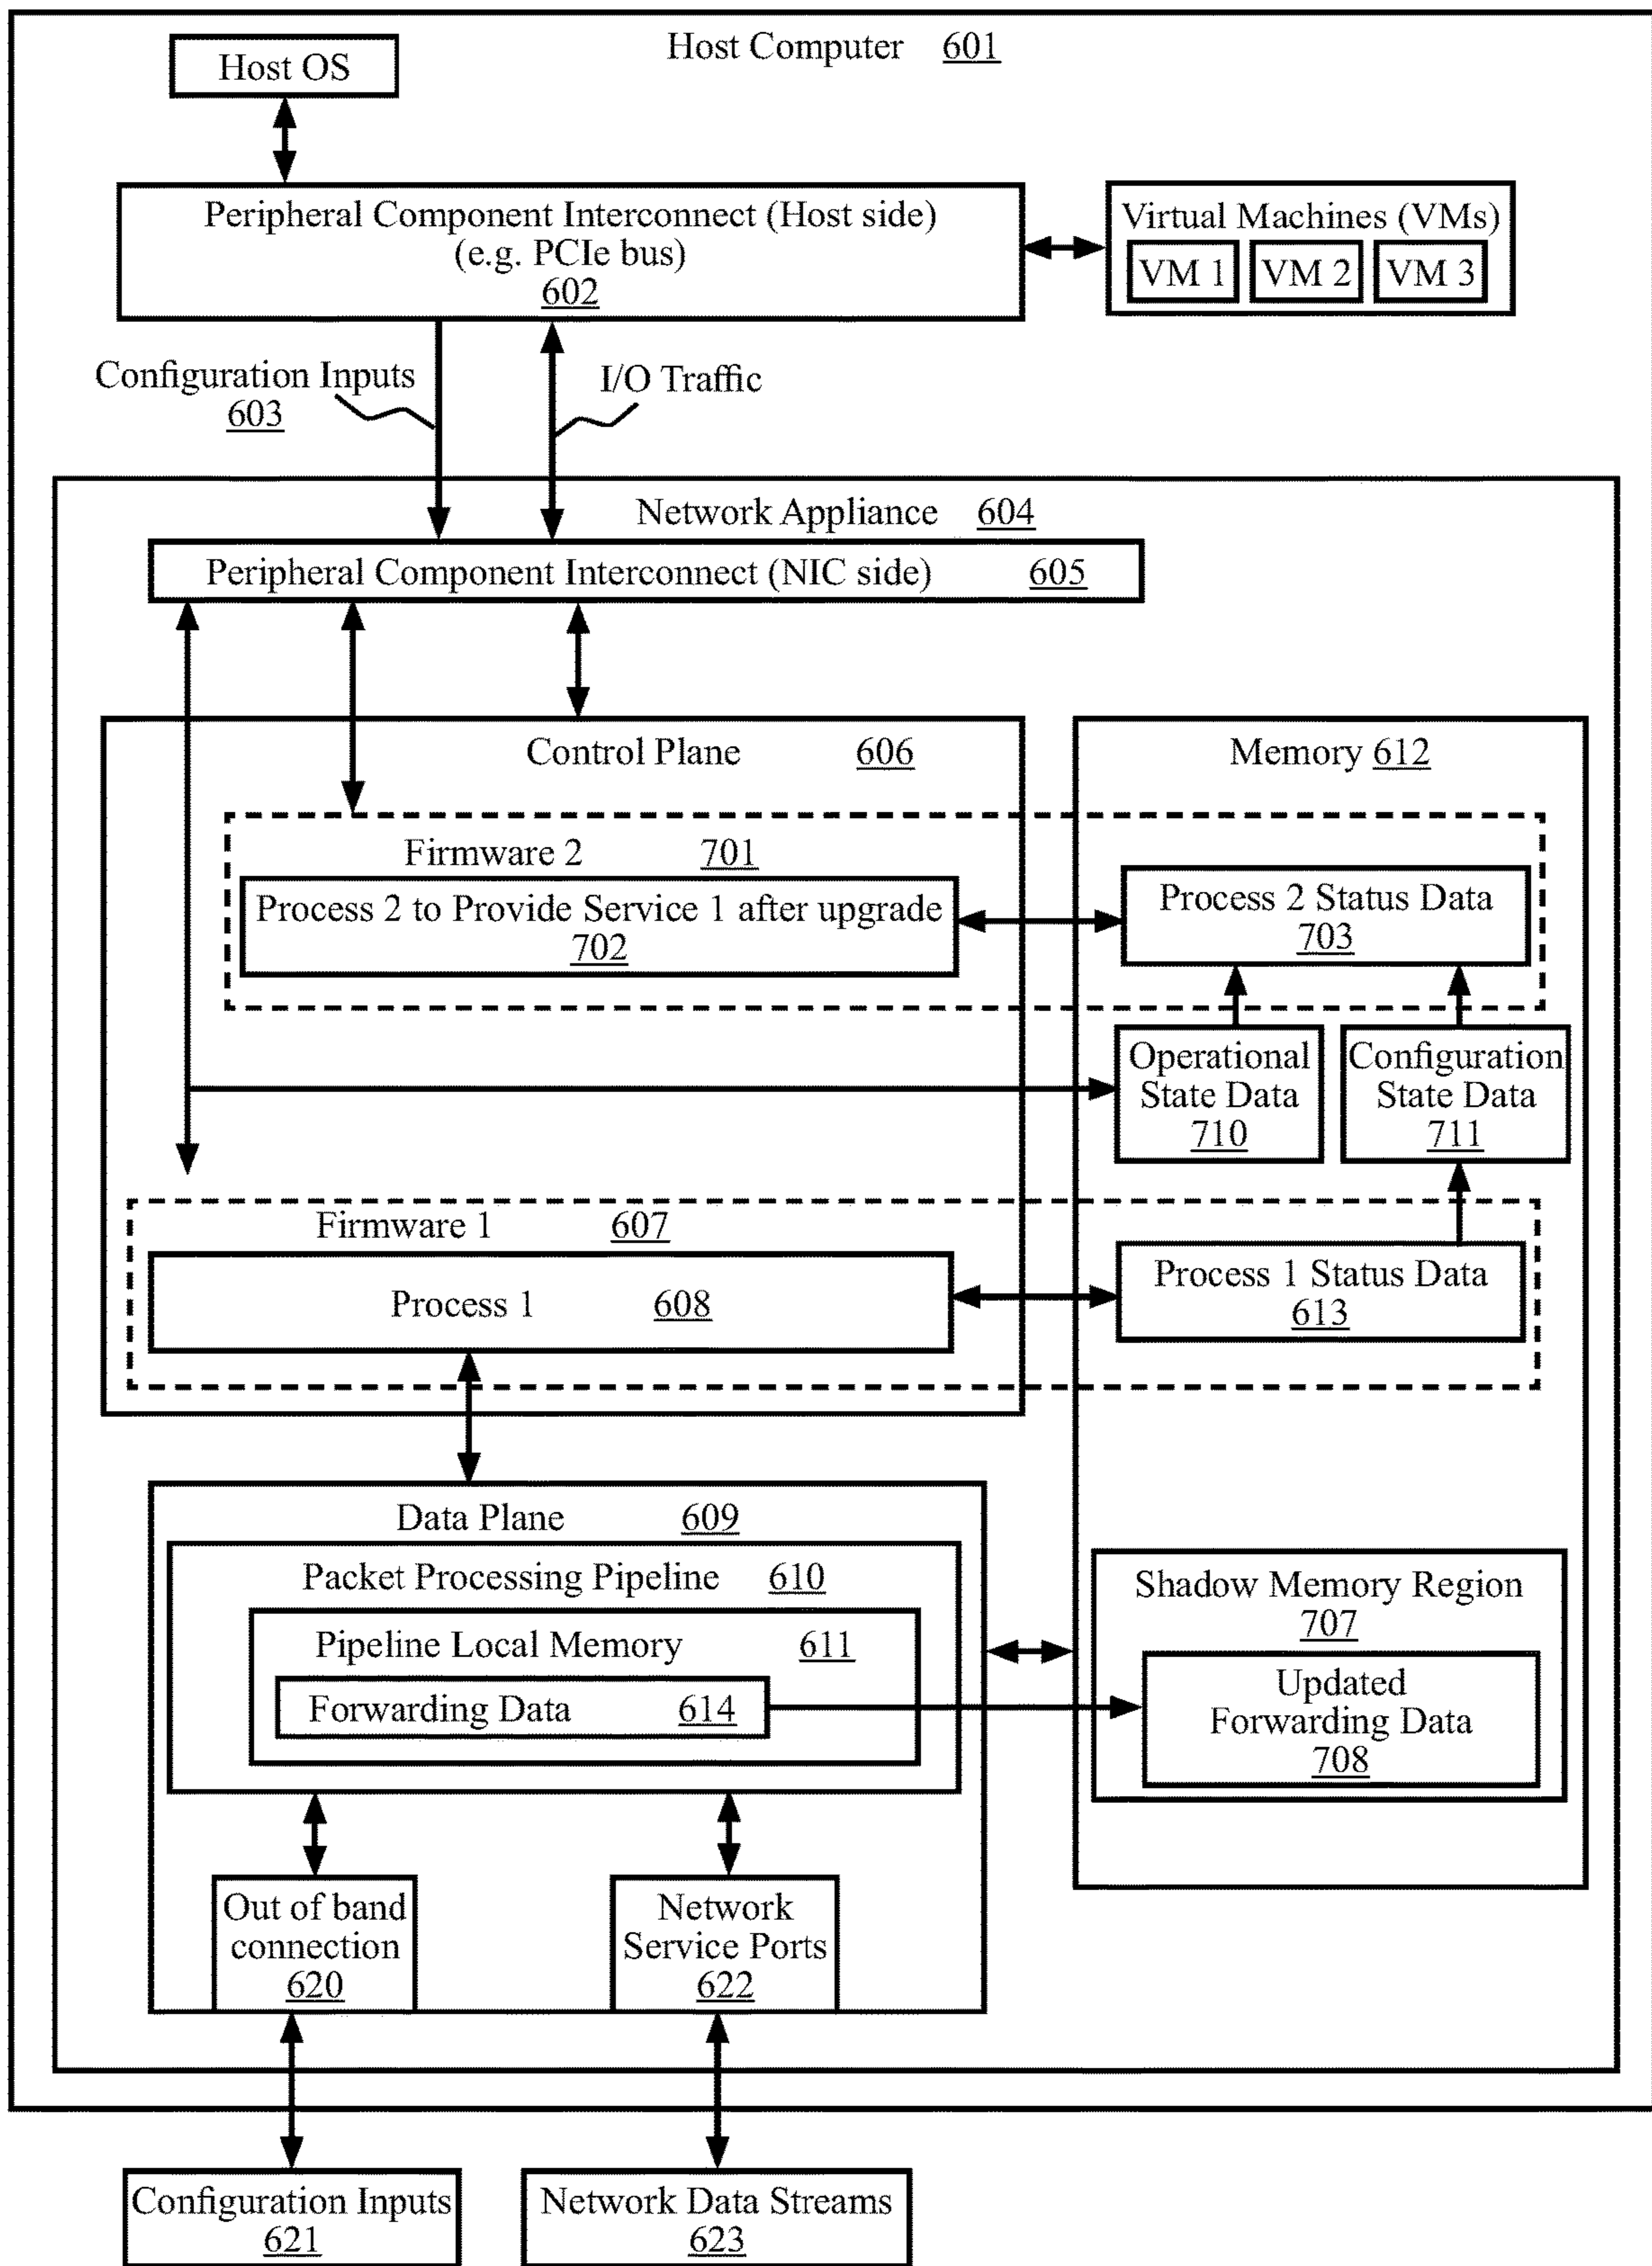 Host Computer 601
Host OS
Peripheral Component Interconnect (Host side)
(e.g. PCIe bus)
602
Virtual Machines (VMs)
VM 1 VM 2 VM 3
Configuration Inputs
603
I/O Traffic
Network Appliance 604
Peripheral Component Interconnect (NIC side) 605
Control Plane 606
Memory 612
Firmware 2 701
Process 2 to Provide Service 1 after upgrade
702
Process 2 Status Data
703
Operational
State Data
710
Configuration
State Data
711
Firmware 1 607
Process 1 608
Process 1 Status Data
613
Data Plane 609
Packet Processing Pipeline 610
Pipeline Local Memory 611
Forwarding Data 614
Shadow Memory Region
707
Updated
Forwarding Data
708
Out of band
connection
620
Network
Service Ports
622
Configuration Inputs
621
Network Data Streams
623